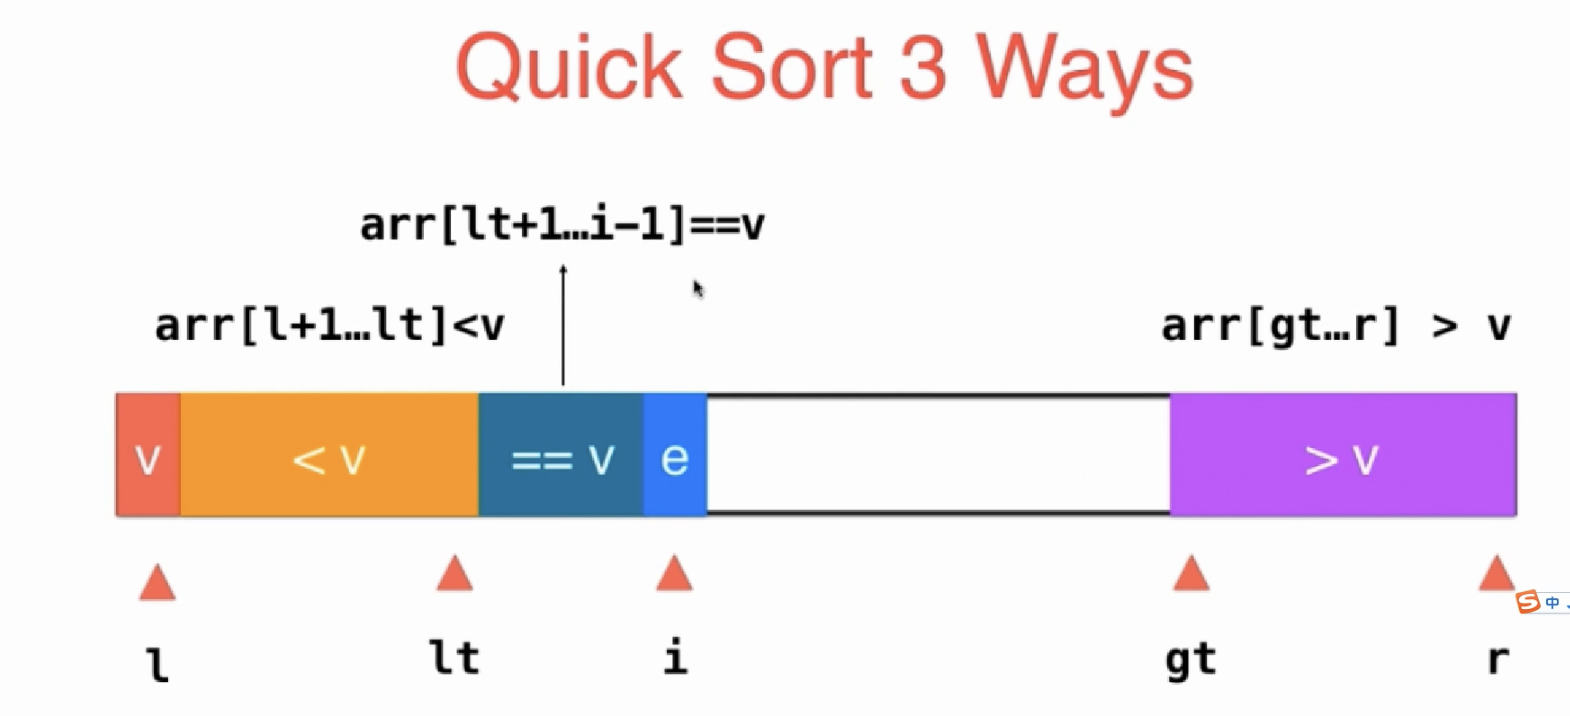 Quick Sort 3 Ways
arr[lt+1…i-1]==v
arr[l+1…lt]<v
arr[gt…r] > v
v
< v
== v
e
> v
l
lt
i
gt
r
S 中